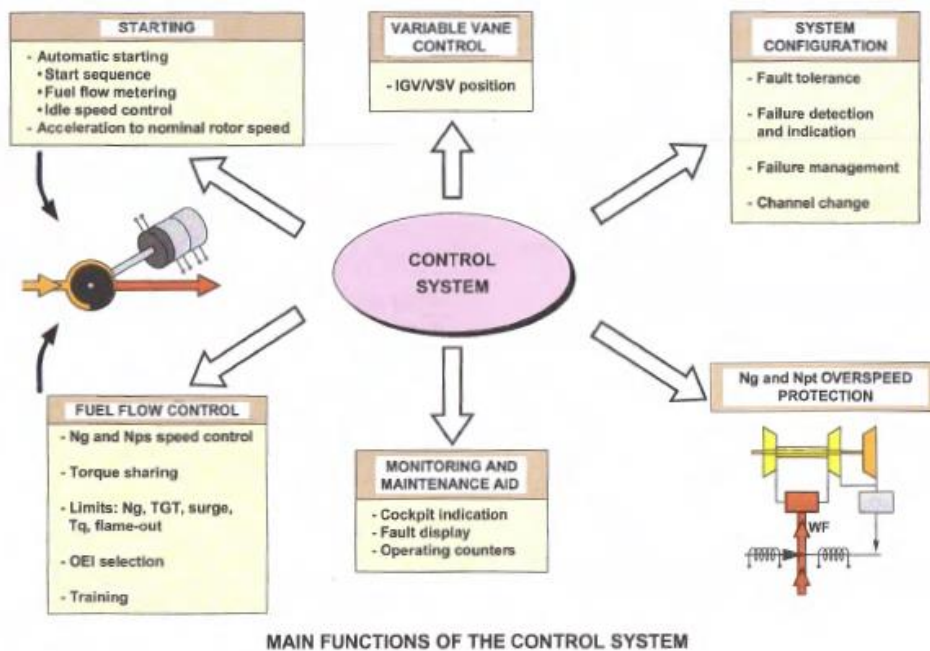 STARTING
- Automatic starting
•Start sequence
•Fuel flow metering
•Idle speed control
- Acceleration to nominal rotor speed
VARIABLE VANE
CONTROL
- IGV/VSV position
SYSTEM
CONFIGURATION
- Fault tolerance
- Failure detection
and indication
- Failure management
- Channel change
CONTROL
SYSTEM
FUEL FLOW CONTROL
- Ng and Nps speed control
- Torque sharing
- Limits: Ng, TGT, surge,
Tq, flame-out
- OEI selection
- Training
MONITORING AND
MAINTENANCE AID
- Cockpit indication
- Fault display
- Operating counters
Ng and Npt OVERSPEED
PROTECTION
WF
MAIN FUNCTIONS OF THE CONTROL SYSTEM